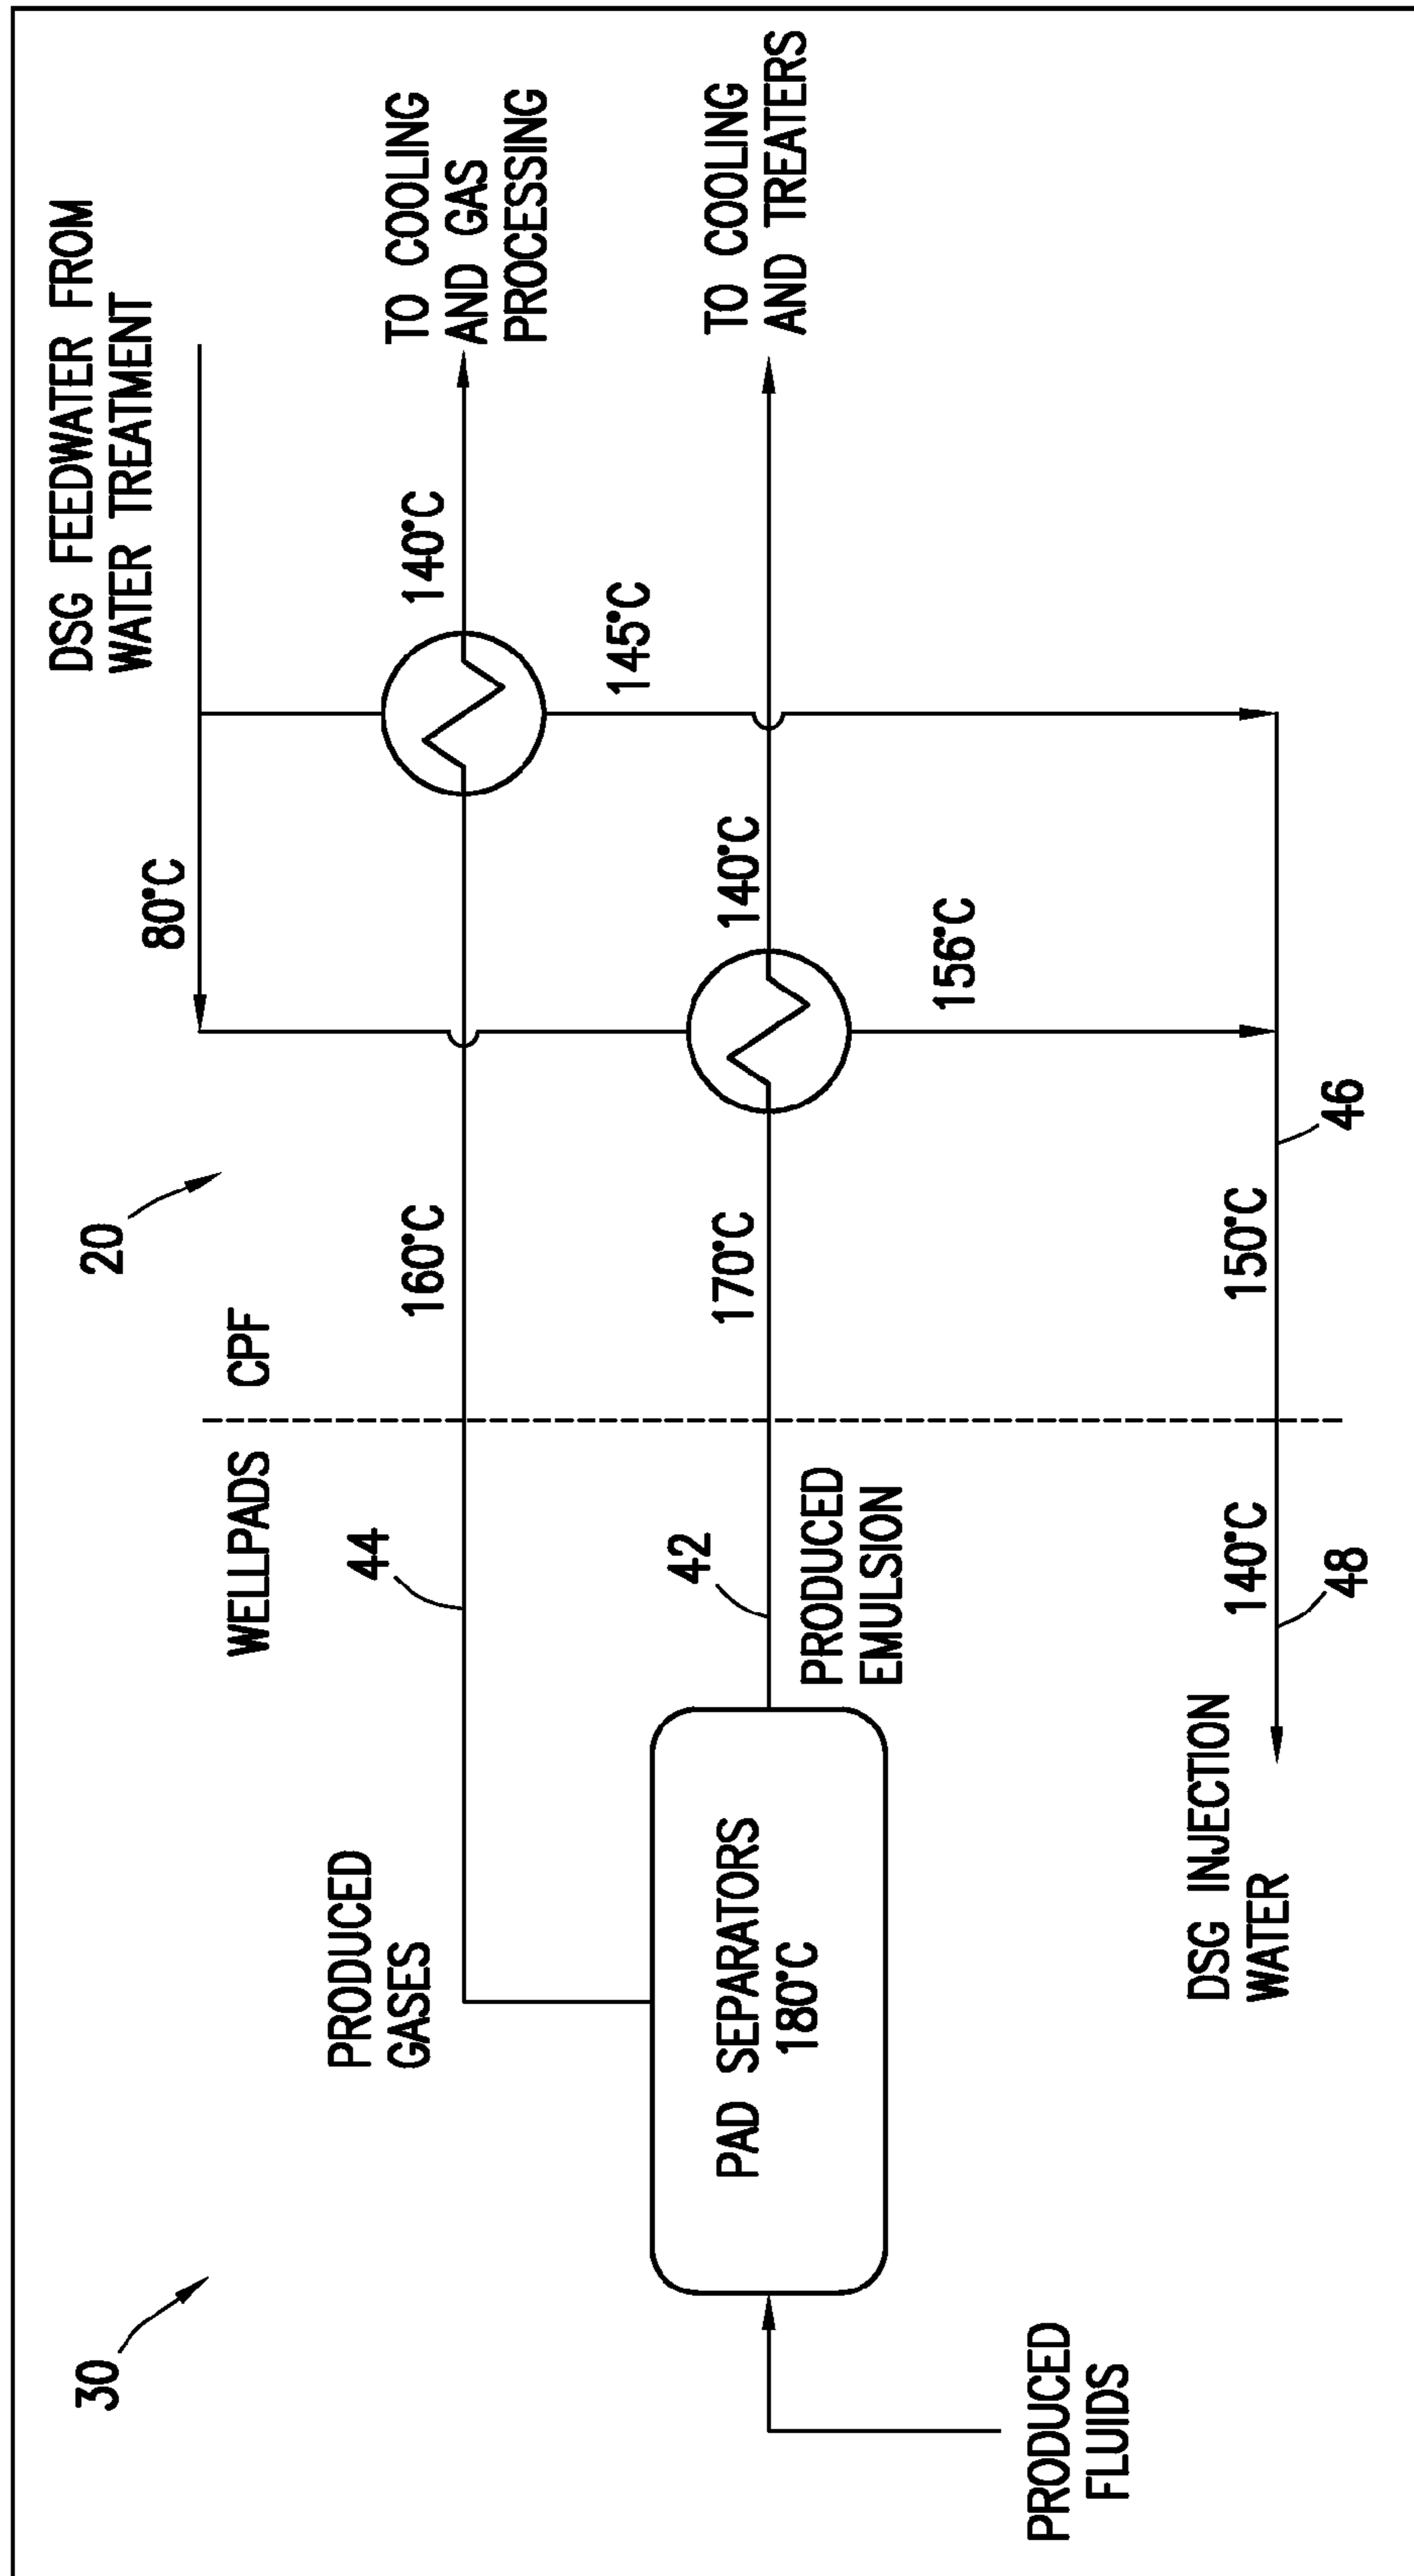 30
20
DSG FEEDWATER FROM
WATER TREATMENT
WELLPADS
CPF
80°C
PRODUCED
GASES
44
160°C
140°C
TO COOLING
AND GAS
PROCESSING
145°C
PAD SEPARATORS
180°C
42
PRODUCED
EMULSION
170°C
140°C
TO COOLING
AND TREATERS
156°C
PRODUCED
FLUIDS
DSG INJECTION
WATER
140°C
48
150°C
46